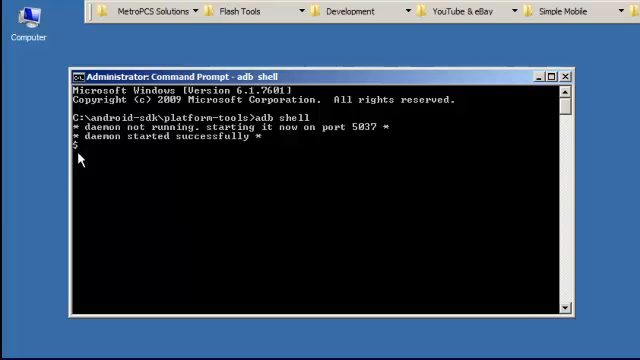 MetroPCS Solutions Flash Tools Development YouTube & eBay Simple Mobile
Computer
Administrator: Command Prompt - adb shell
Microsoft Windows [Version 6.1.7601]
Copyright (c) 2009 Microsoft Corporation.  All rights reserved.
C:\android-sdk\platform-tools>adb shell
* daemon not running. starting it now on port 5037 *
* daemon started successfully *
$